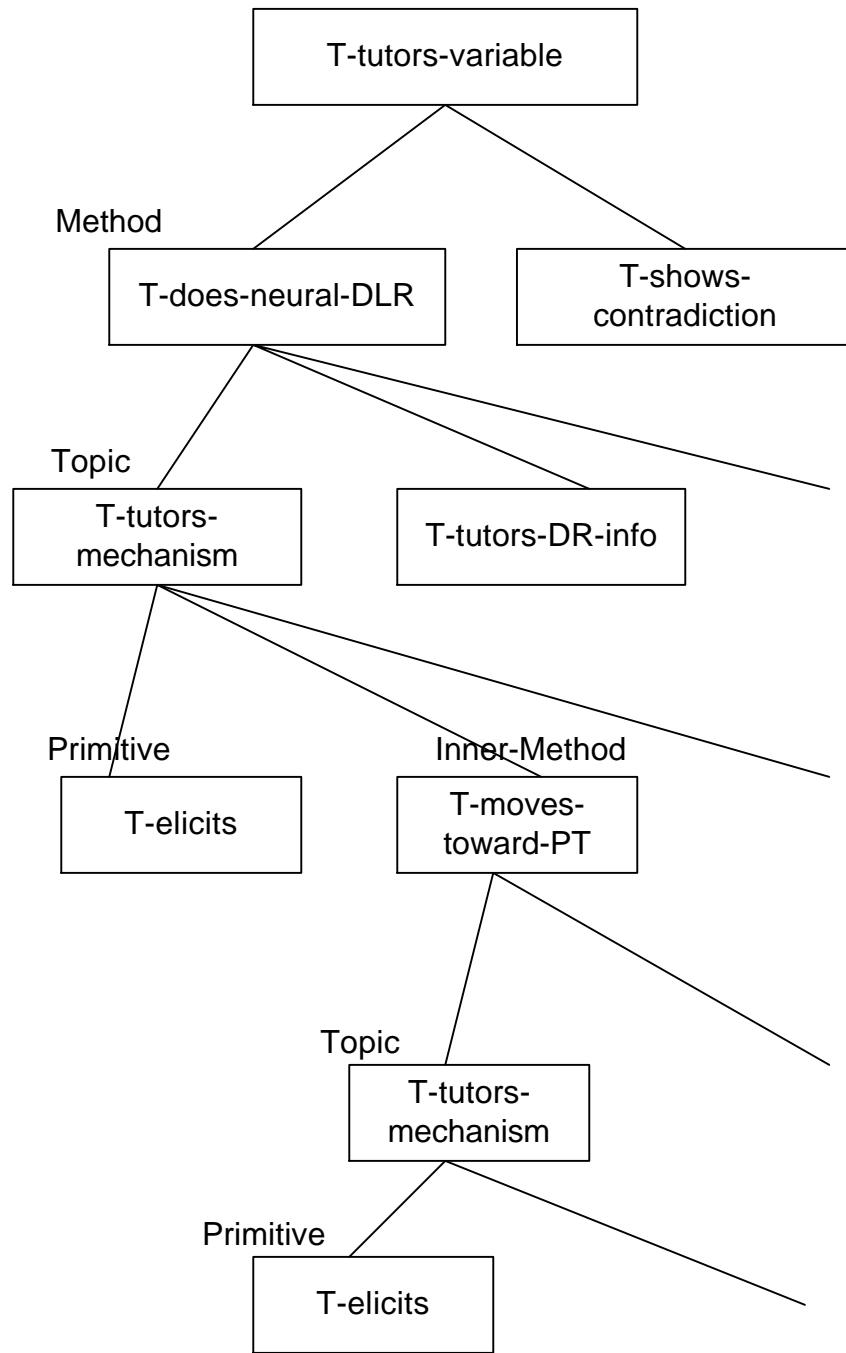 T-tutors-variable
Method
T-does-neural-DLR
T-shows-
contradiction
Topic
T-tutors-
mechanism
T-tutors-DR-info
Primitive
Inner-Method
T-elicits
T-moves-
toward-PT
Topic
T-tutors-
mechanism
Primitive
T-elicits